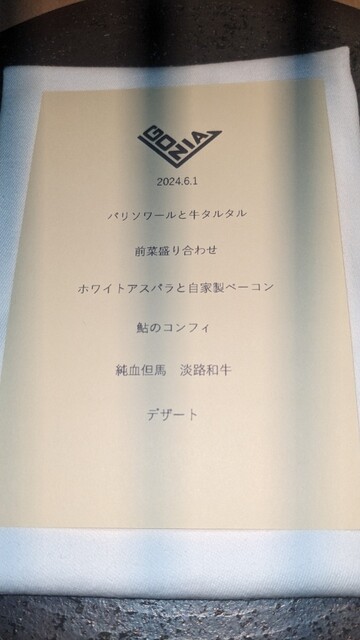 GOZIA
2024.6.1
パリソワールと牛タルタル
前菜盛り合わせ
ホワイトアスパラと自家製ベーコン
鮎のコンフィ
純血但馬　淡路和牛
デザート